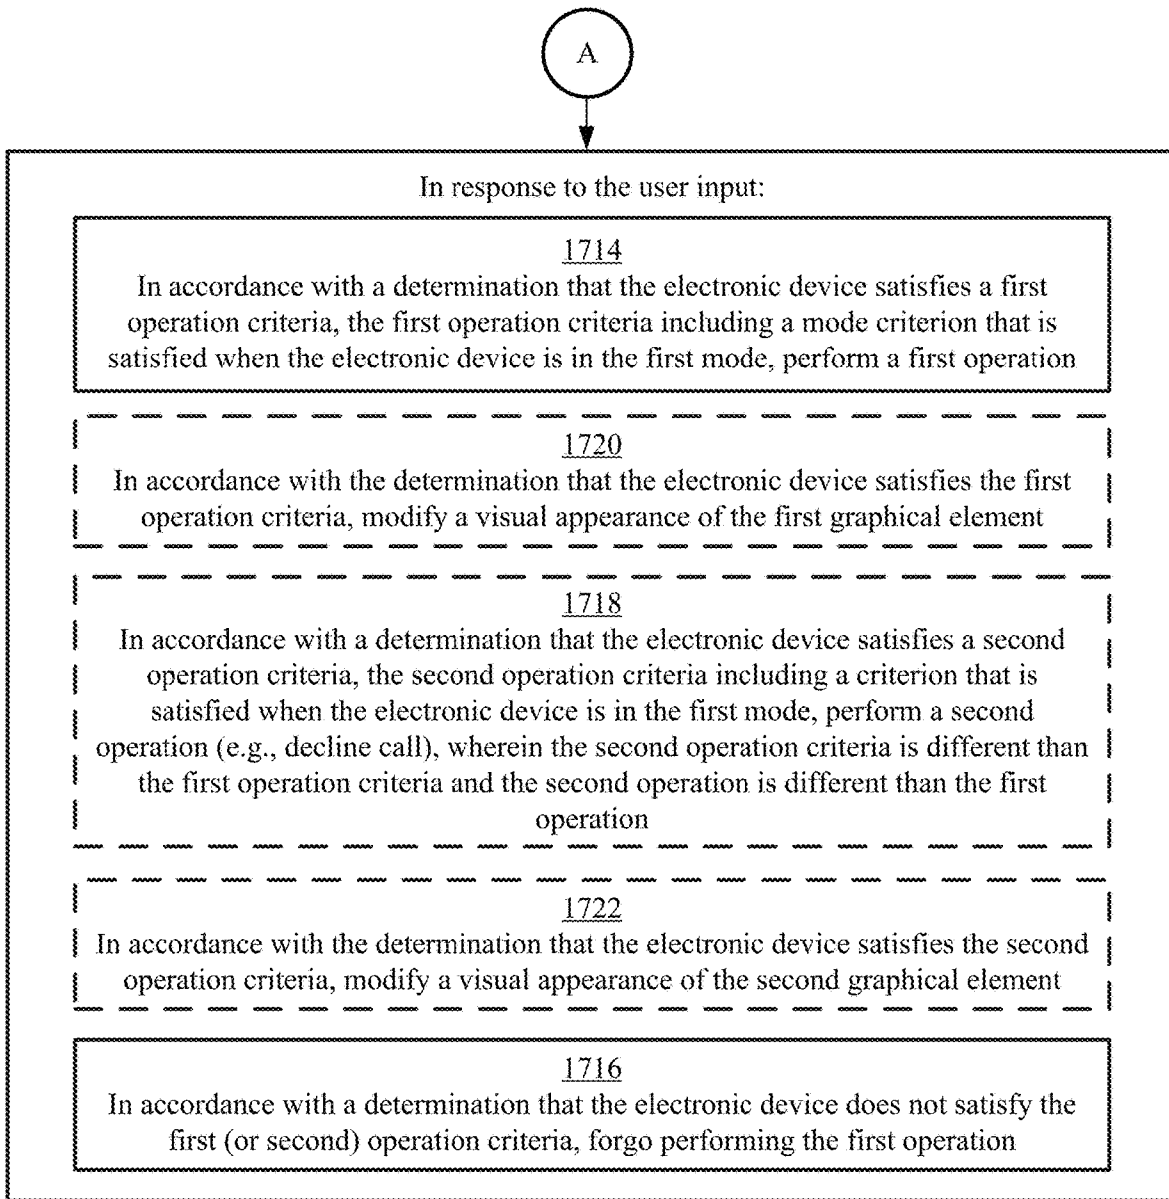 A
In response to the user input:
1714
In accordance with a determination that the electronic device satisfies a first
operation criteria, the first operation criteria including a mode criterion that is
satisfied when the electronic device is in the first mode, perform a first operation
1720
In accordance with the determination that the electronic device satisfies the first
operation criteria, modify a visual appearance of the first graphical element
1718
In accordance with a determination that the electronic device satisfies a second
operation criteria, the second operation criteria including a criterion that is
satisfied when the electronic device is in the first mode, perform a second
operation (e.g., decline call), wherein the second operation criteria is different than
the first operation criteria and the second operation is different than the first
operation
1722
In accordance with the determination that the electronic device satisfies the second
operation criteria, modify a visual appearance of the second graphical element
1716
In accordance with a determination that the electronic device does not satisfy the
first (or second) operation criteria, forgo performing the first operation